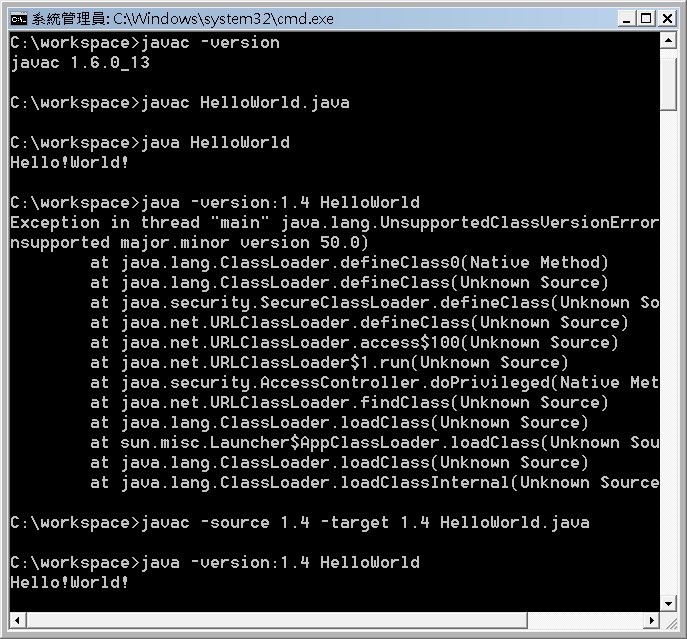 系統管理員: C:\Windows\system32\cmd.exe
C:\workspace>javac -version
javac 1.6.0_13
C:\workspace>javac HelloWorld.java
C:\workspace>java HelloWorld
Hello!World!
C:\workspace>java -version:1.4 HelloWorld
Exception in thread "main" java.lang.UnsupportedClassVersionError
nsupported major.minor version 50.0)
at java.lang.ClassLoader.defineClass0(Native Method)
at java.lang.ClassLoader.defineClass(Unknown Source)
at java.security.SecureClassLoader.defineClass(Unknown So
at java.net.URLClassLoader.defineClass(Unknown Source)
at java.net.URLClassLoader.access$100(Unknown Source)
at java.net.URLClassLoader$1.run(Unknown Source)
at java.security.AccessController.doPrivileged(Native Met
at java.net.URLClassLoader.findClass(Unknown Source)
at java.lang.ClassLoader.loadClass(Unknown Source)
at sun.misc.Launcher$AppClassLoader.loadClass(Unknown Sou
at java.lang.ClassLoader.loadClass(Unknown Source)
at java.lang.ClassLoader.loadClassInternal(Unknown Source
C:\workspace>javac -source 1.4 -target 1.4 HelloWorld.java
C:\workspace>java -version:1.4 HelloWorld
Hello!World!